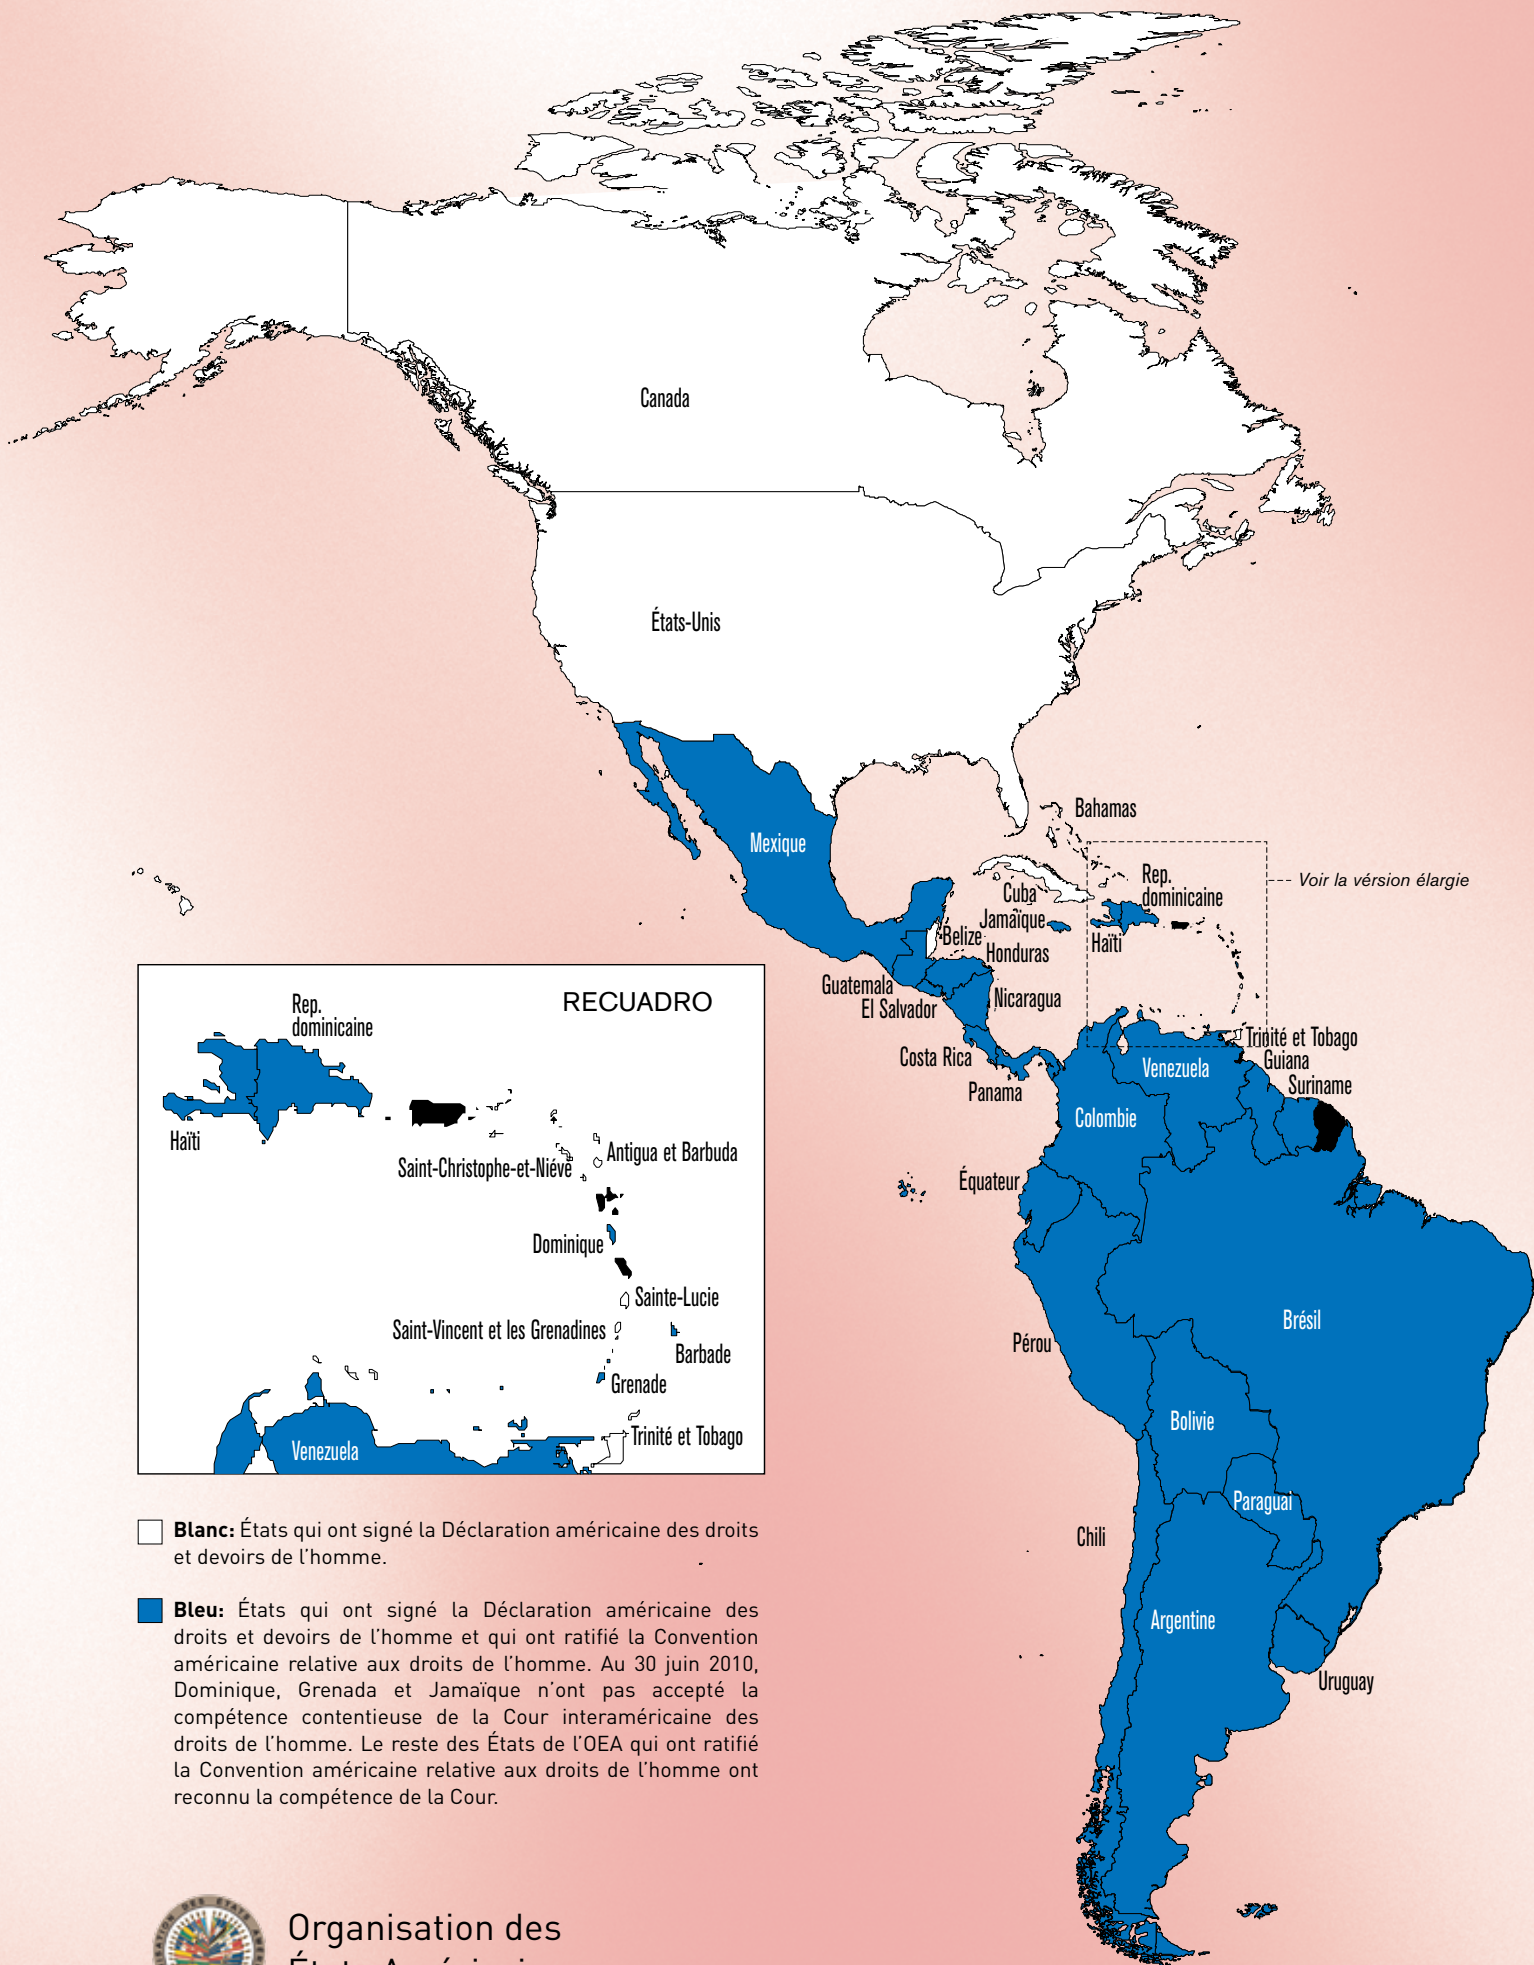 Canada
États-Unis
Mexique
Bahamas
Cuba
Rep.
dominicaine
Voir la vérsion élargie
Jamaïque
Haïti
Belize
Honduras
Guatemala
El Salvador
Nicaragua
Costa Rica
Panama
Trinité et Tobago
Guiana
Suriname
Venezuela
Colombie
Équateur
Pérou
Brésil
Bolivie
Paraguai
Chili
Argentine
Uruguay
RECUADRO
Rep.
dominicaine
Haïti
Saint-Christophe-et-Niévè
Antigua et Barbuda
Dominique
Sainte-Lucie
Saint-Vincent et les Grenadines
Barbade
Grenade
Trinité et Tobago
Venezuela
Blanc: États qui ont signé la Déclaration américaine des droits
et devoirs de l'homme.
Bleu: États qui ont signé la Déclaration américaine des
droits et devoirs de l'homme et qui ont ratifié la Convention
américaine relative aux droits de l'homme. Au 30 juin 2010,
Dominique, Grenada et Jamaïque n'ont pas accepté la
compétence contentieuse de la Cour interaméricaine des
droits de l'homme. Le reste des États de l'OEA qui ont ratifié
la Convention américaine relative aux droits de l'homme ont
reconnu la compétence de la Cour.
Organisation des